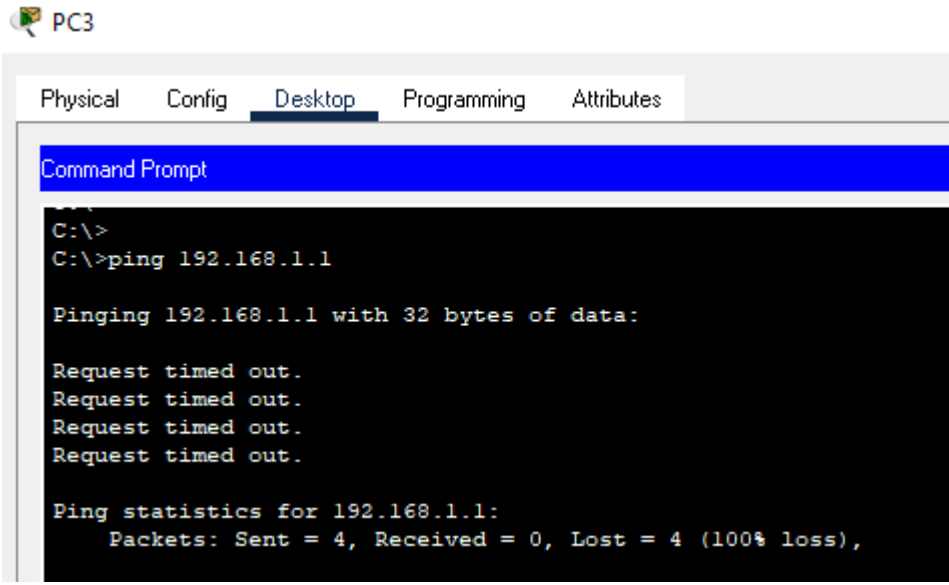 PC3
Physical Config Desktop Programming Attributes
Command Prompt
C:\>
C:\>ping 192.168.1.1
Pinging 192.168.1.1 with 32 bytes of data:
Request timed out.
Request timed out.
Request timed out.
Request timed out.
Ping statistics for 192.168.1.1:
Packets: Sent = 4, Received = 0, Lost = 4 (100% loss),